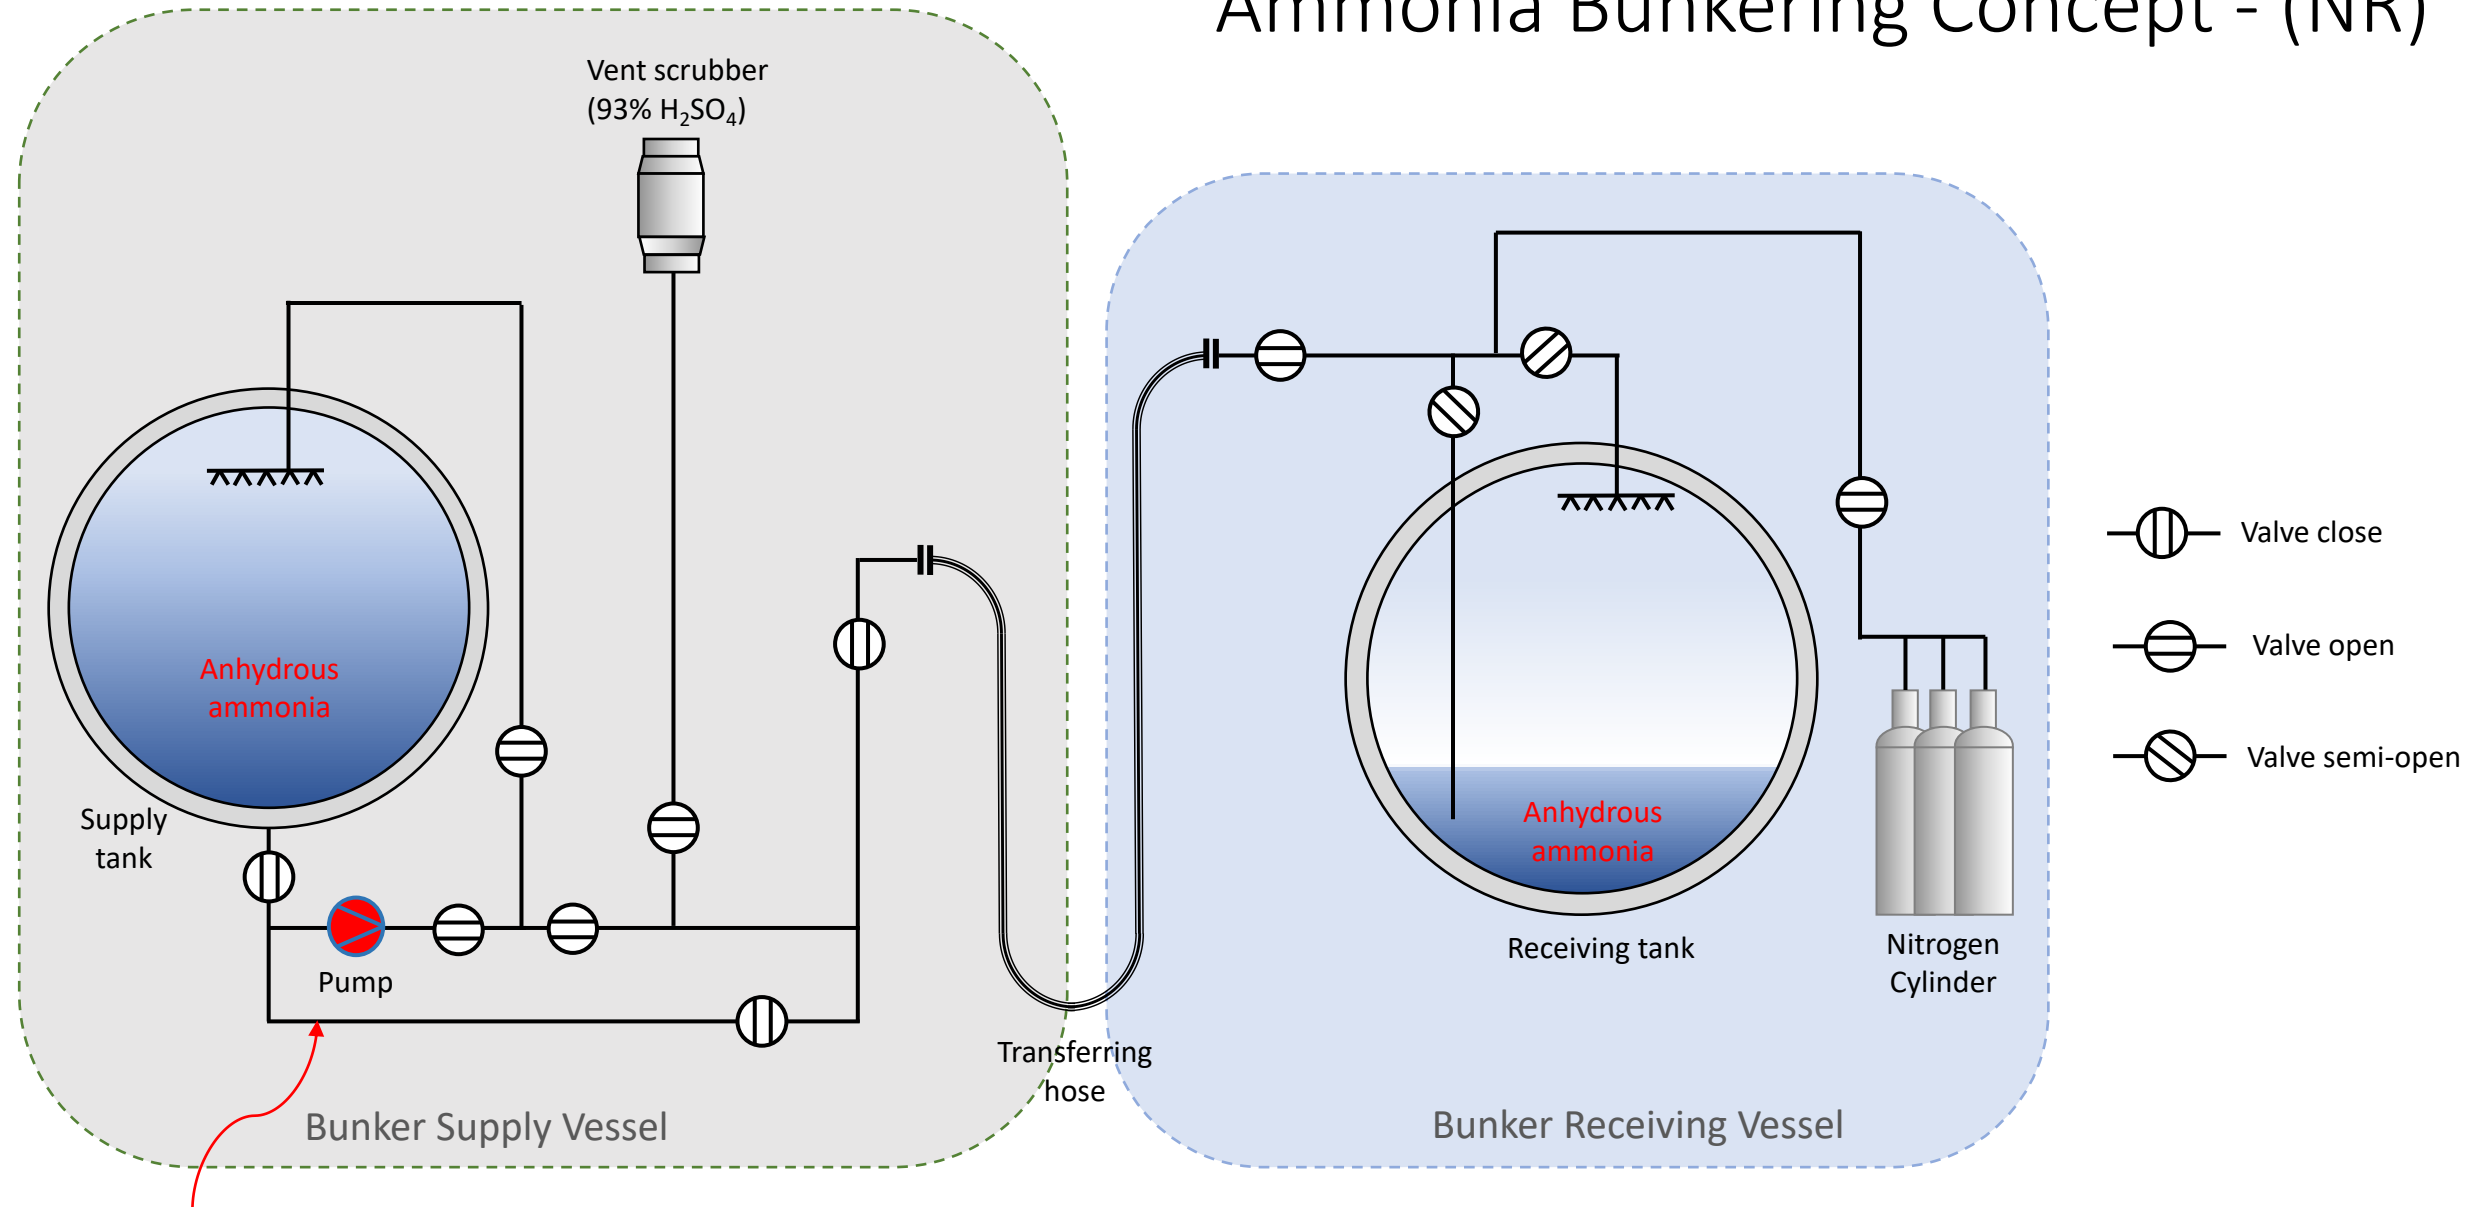 Ammonia Bunkering Concept - (NR)
Vent scrubber
(93% H₂SO₄)
Anhydrous
ammonia
Supply
tank
Pump
Transferring
hose
Bunker Supply Vessel
Anhydrous
ammonia
Receiving tank
Nitrogen
Cylinder
Bunker Receiving Vessel
Valve close
Valve open
Valve semi-open